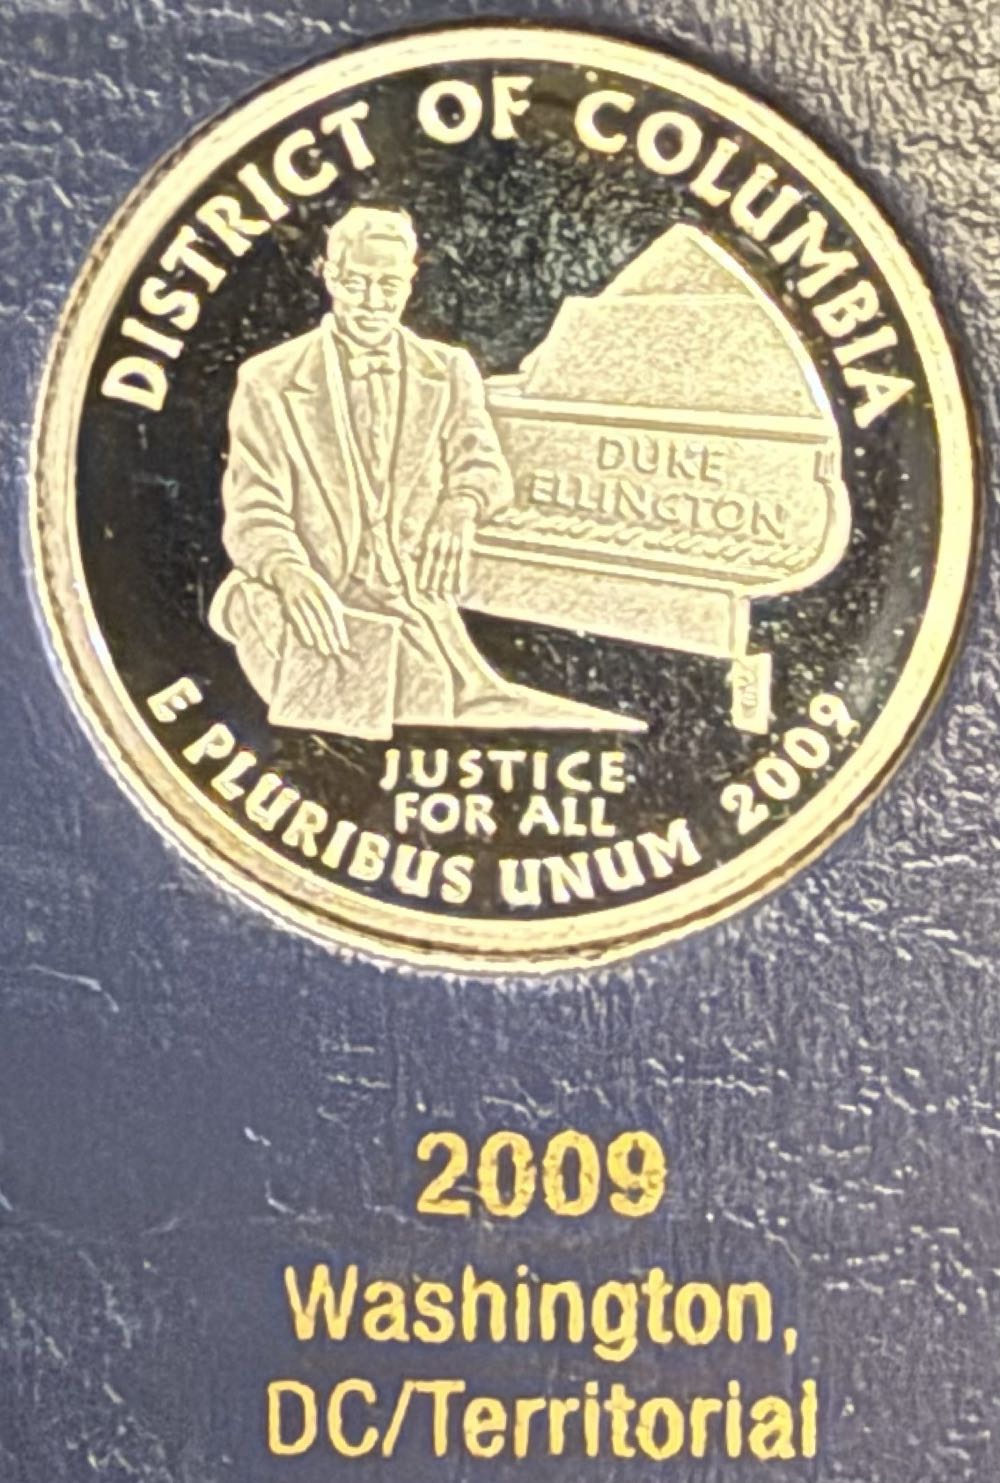 DISTRICT OF COLUMBIA
DUKE
ELLINGTON
JUSTICE
FOR ALL
E PLURIBUS UNUM 2009
2009
Washington,
DC/Territorial